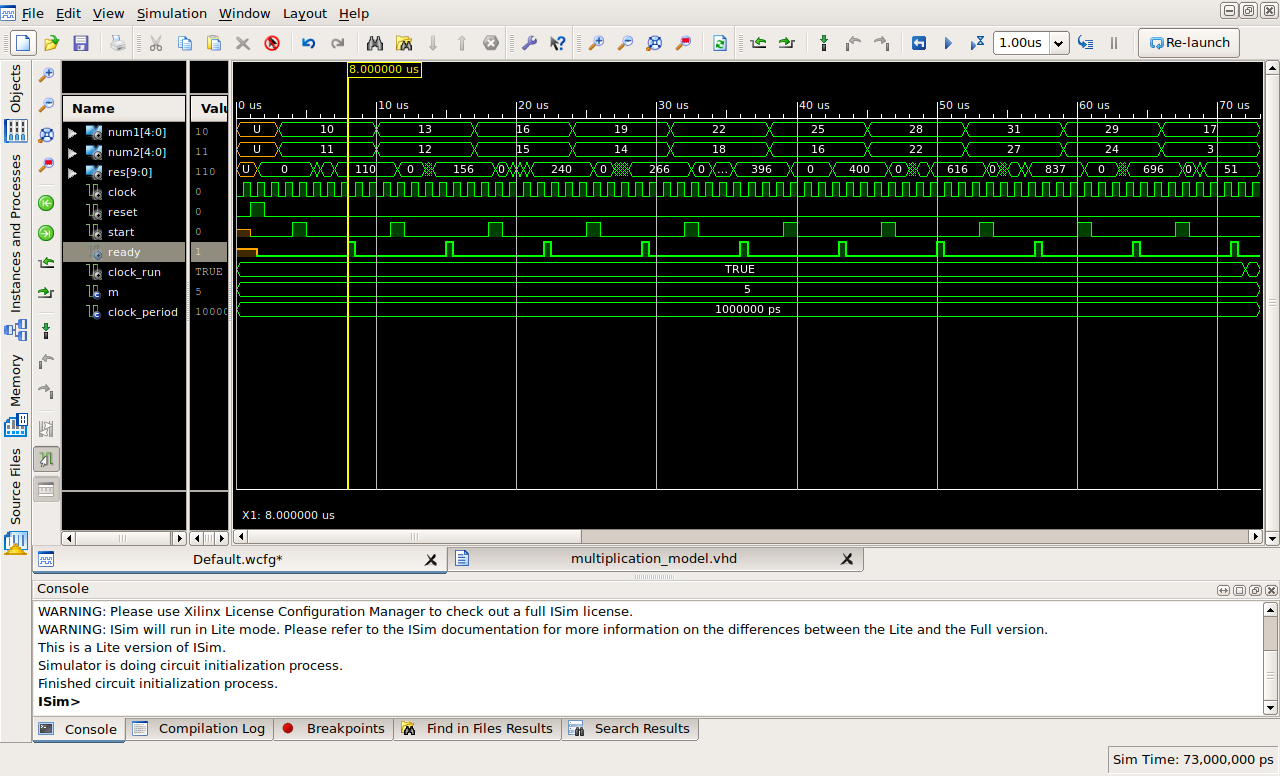 File Edit View Simulation Window Layout Help
1.00us Re-launch
Objects
Instances and Processes
Memory
Source Files
Name Valu
num1[4:0] 10
num2[4:0] 11
res[9:0] 110
clock 0
reset 0
start 0
ready 1
clock_run TRUE
m 5
clock_period 10000
8.000000 us
0 us 10 us 20 us 30 us 40 us 50 us 60 us 70 us
U 10 13 16 19 22 25 28 31 29 17
U 11 12 15 14 18 16 22 27 24 3
U 0 110 0 156 0 240 0 266 0 ... 396 0 400 0 616 0 837 0 696 0 51
TRUE
5
1000000 ps
X1: 8.000000 us
Default.wcfg* multiplication_model.vhd
Console
WARNING: Please use Xilinx License Configuration Manager to check out a full ISim license.
WARNING: ISim will run in Lite mode. Please refer to the ISim documentation for more information on the differences between the Lite and the Full version.
This is a Lite version of ISim.
Simulator is doing circuit initialization process.
Finished circuit initialization process.
ISim>
Console Compilation Log Breakpoints Find in Files Results Search Results
Sim Time: 73,000,000 ps